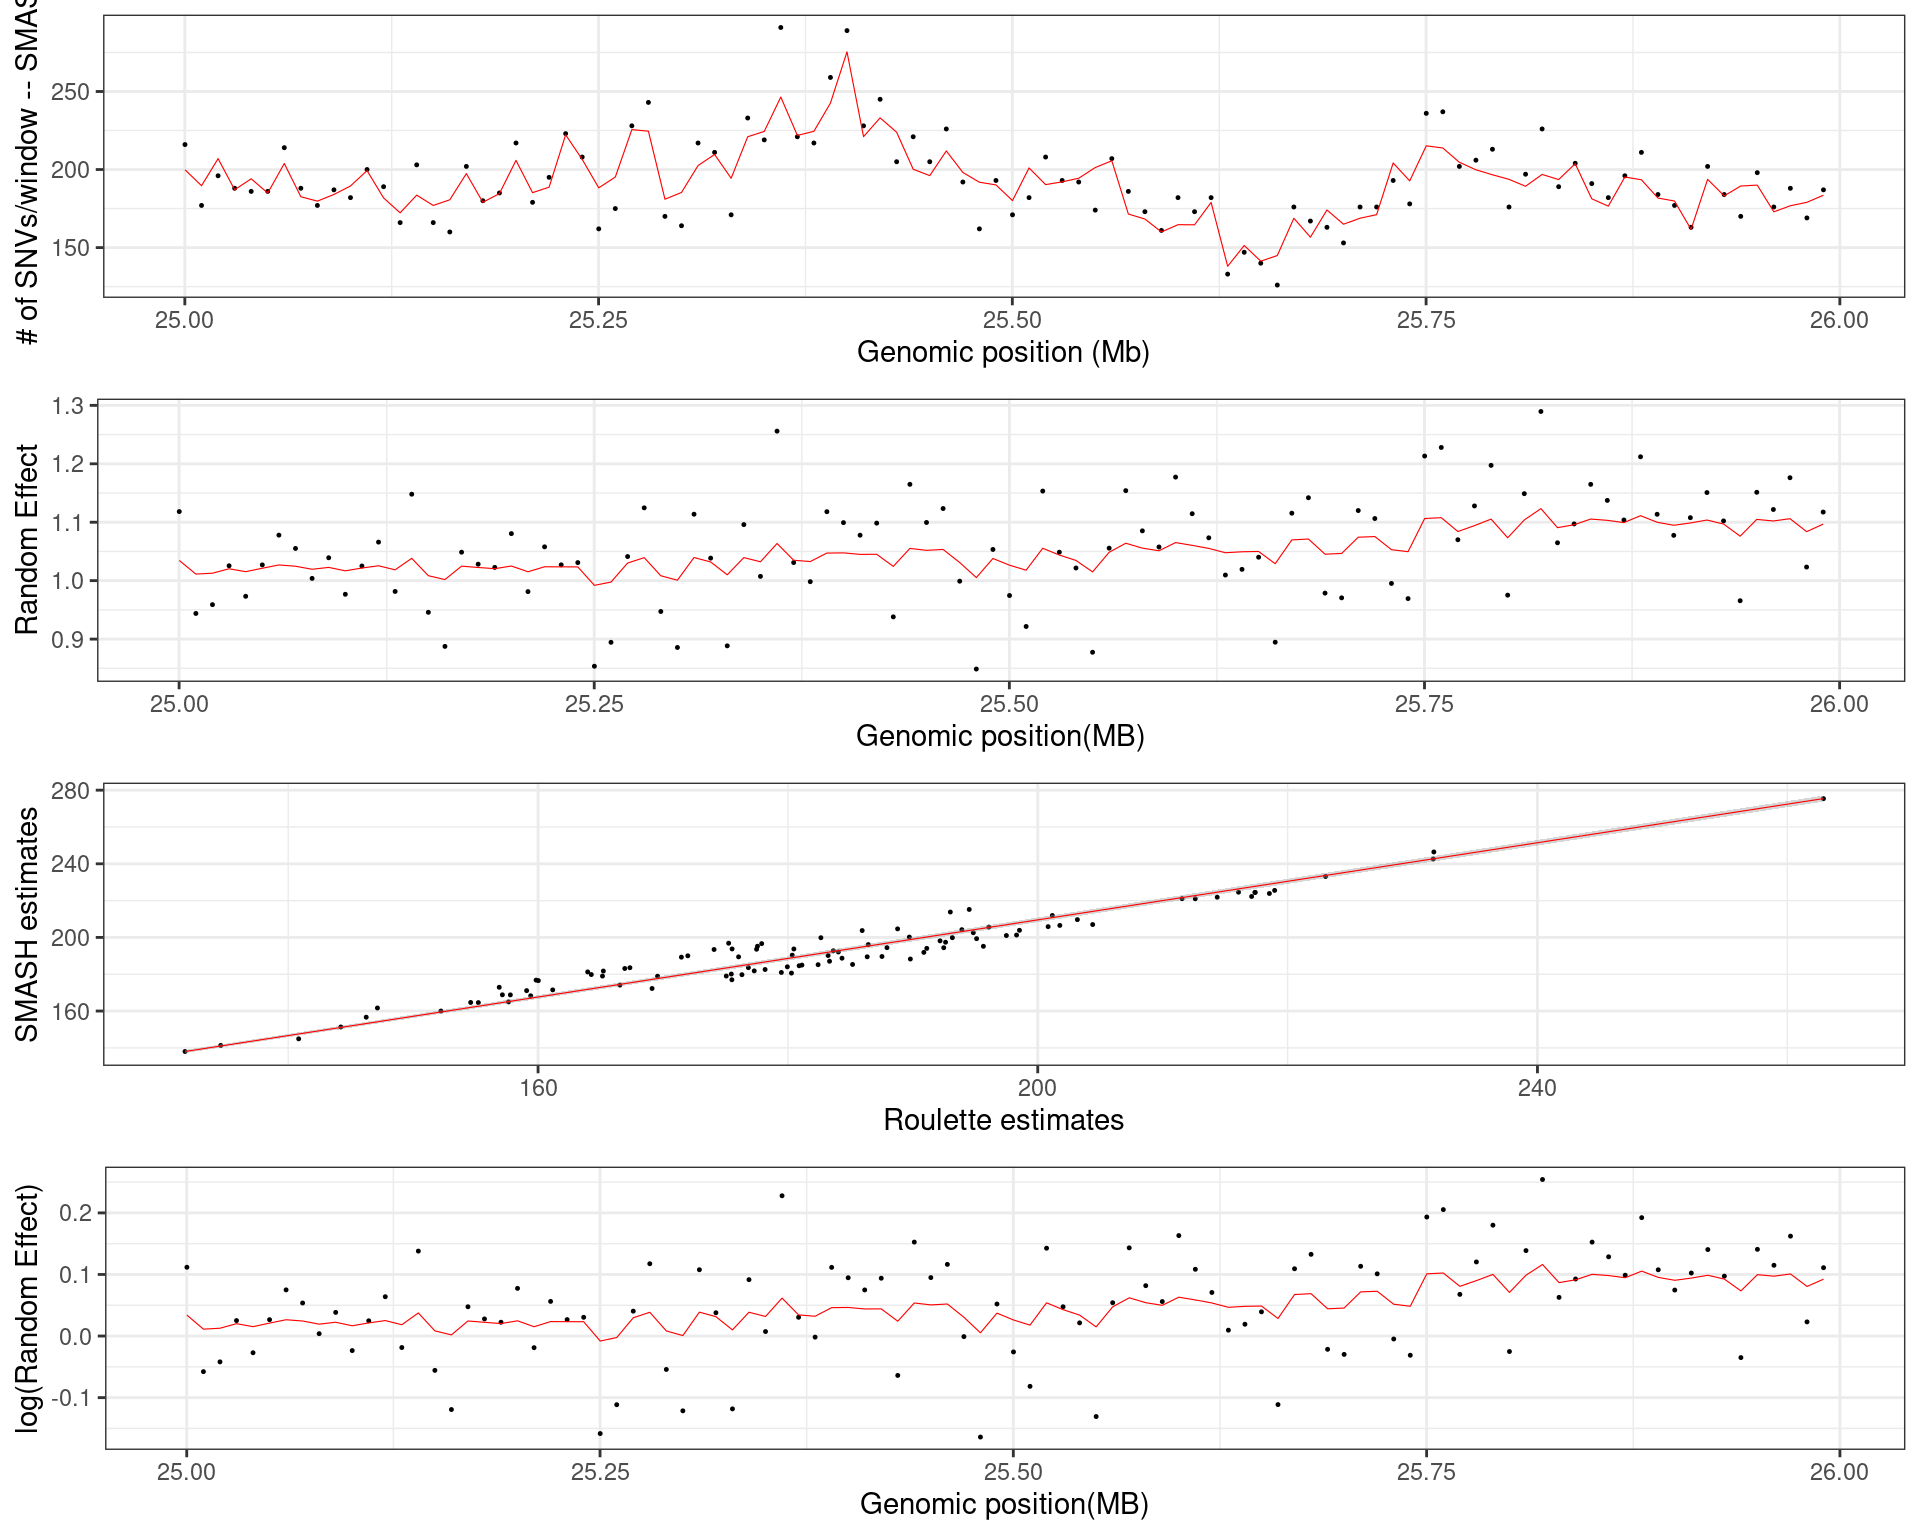 # of SNVs/window -- SMAS
250
200
150
25.00 25.25 25.50 25.75 26.00
Genomic position (Mb)
Random Effect
1.3
1.2
1.1
1.0
0.9
25.00 25.25 25.50 25.75 26.00
Genomic position(MB)
SMASH estimates
280
240
200
160
160 200 240
Roulette estimates
log(Random Effect)
0.2
0.1
0.0
-0.1
25.00 25.25 25.50 25.75 26.00
Genomic position(MB)